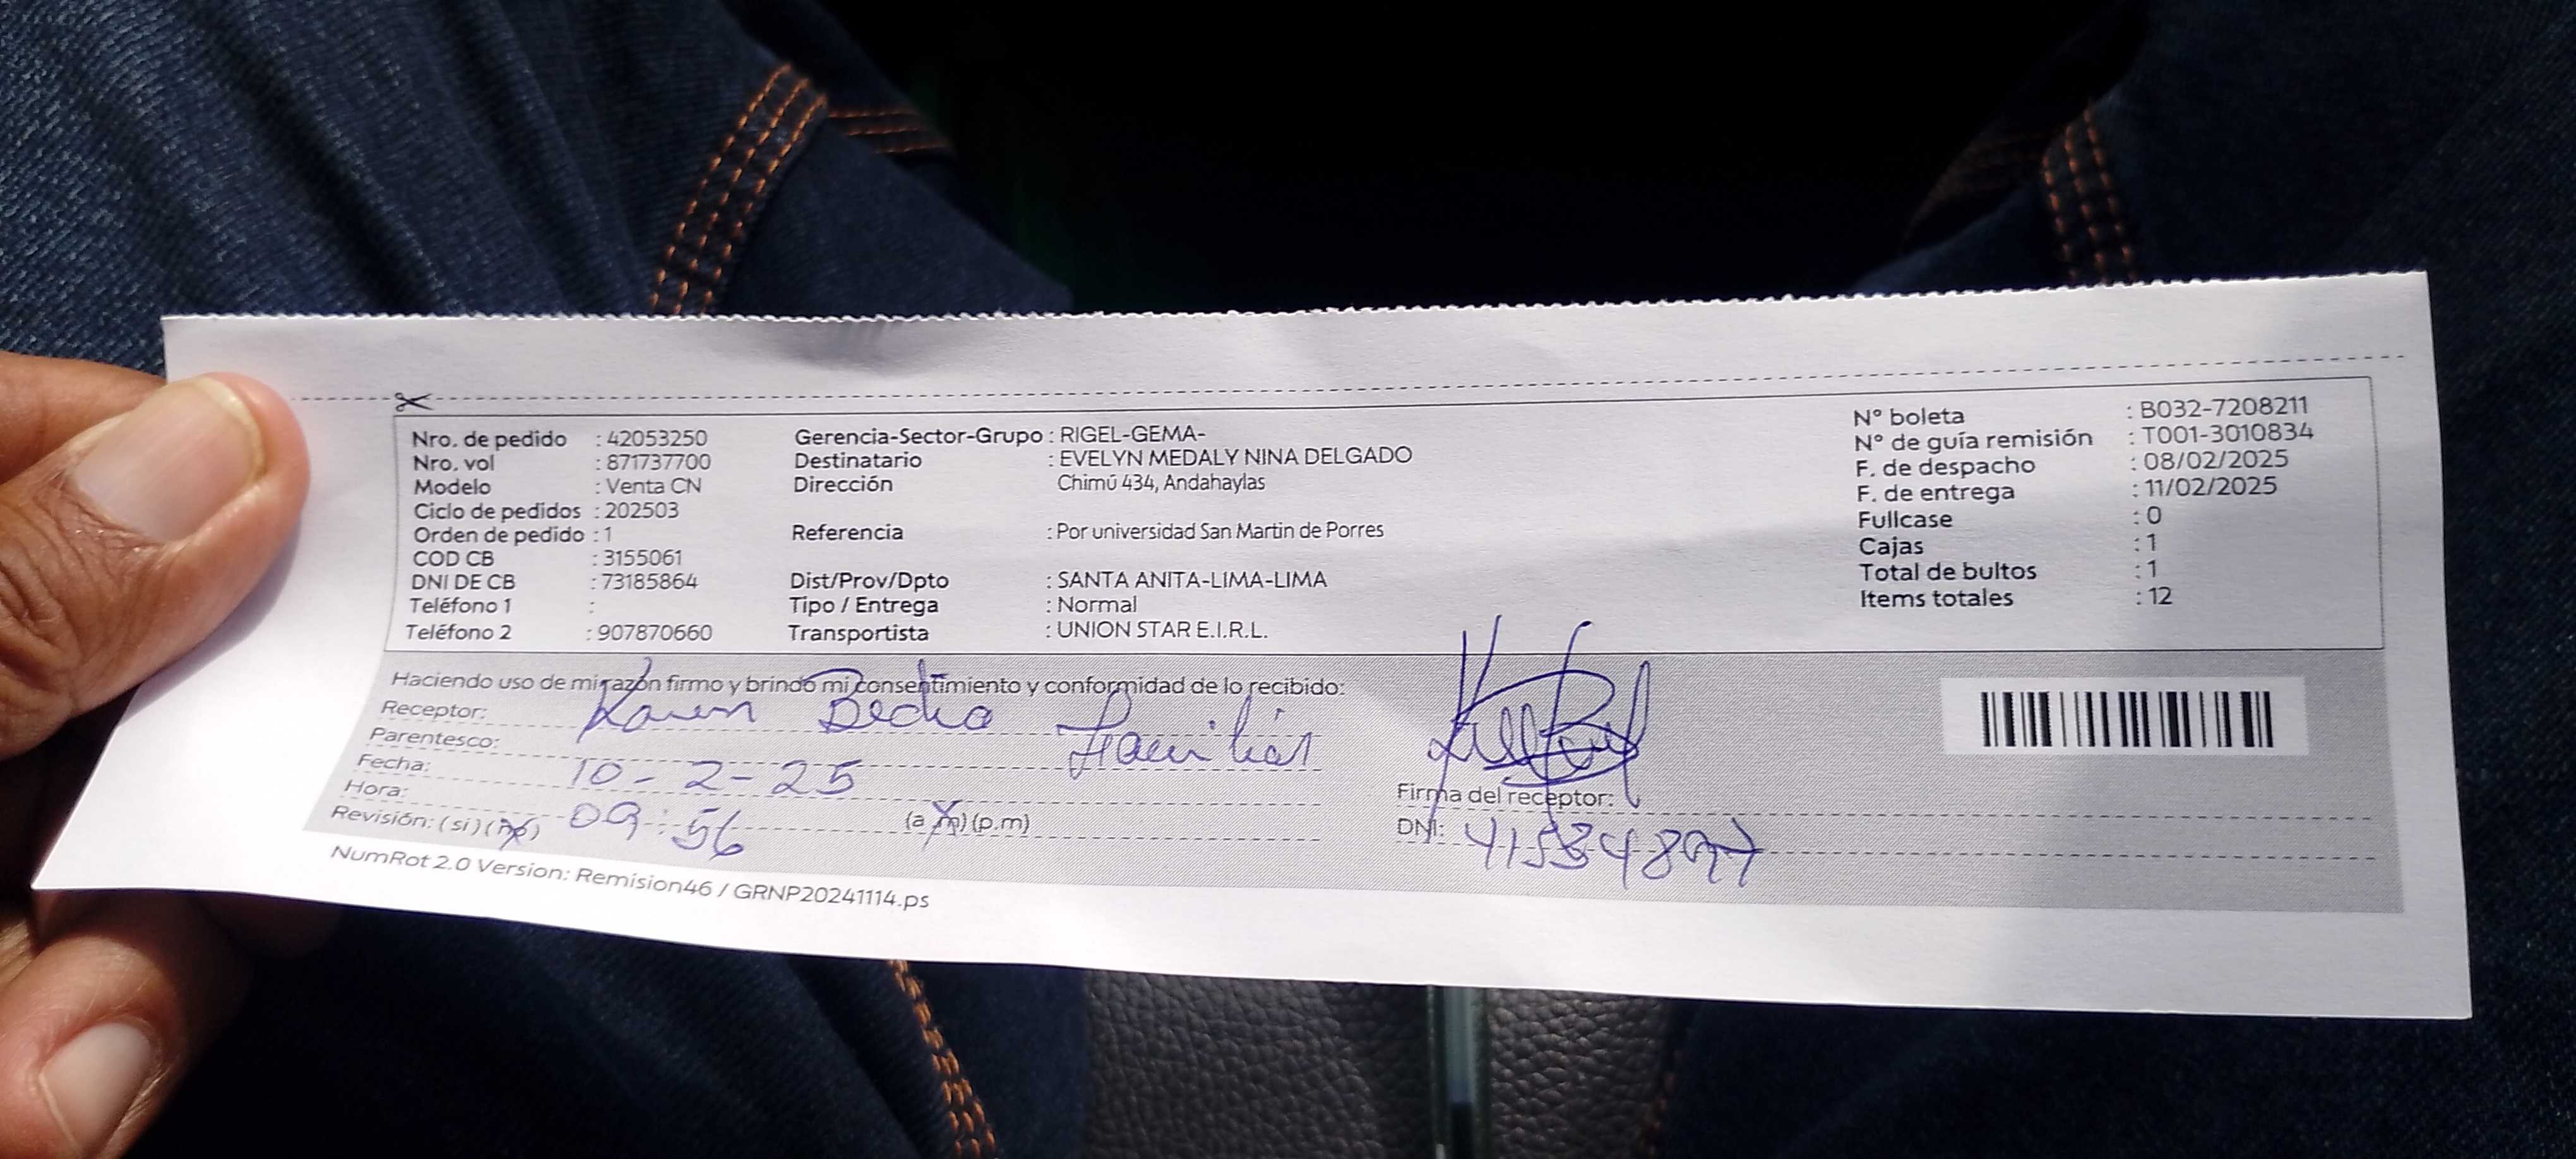 Nro. de pedido : 42053250 Gerencia-Sector-Grupo : RIGEL-GEMA- N° boleta : B032-7208211
Nro. vol : 871737700 Destinatario : EVELYN MEDALY NINA DELGADO N° de guía remisión : T001-3010834
Modelo : Venta CN Dirección Chimú 434, Andahaylas F. de despacho : 08/02/2025
Ciclo de pedidos : 202503 F. de entrega : 11/02/2025
Orden de pedido : 1 Referencia : Por universidad San Martin de Porres Fullcase : 0
COD CB : 3155061 Cajas : 1
DNI DE CB : 73185864 Dist/Prov/Dpto : SANTA ANITA-LIMA-LIMA Total de bultos : 1
Teléfono 1 : Tipo / Entrega : Normal Items totales : 12
Teléfono 2 : 907870660 Transportista : UNION STAR E.I.R.L.
Haciendo uso de mi razón firmo y brindo mi consentimiento y conformidad de lo recibido:
Receptor: Karen
Parentesco: Familiar
Fecha: 10-2-25
Hora: 09:56 (a.m) (p.m) Firma del receptor:
Revisión: (si) (no) DNI:
NumRot 2.0 Version: Remision46 / GRNP20241114.ps